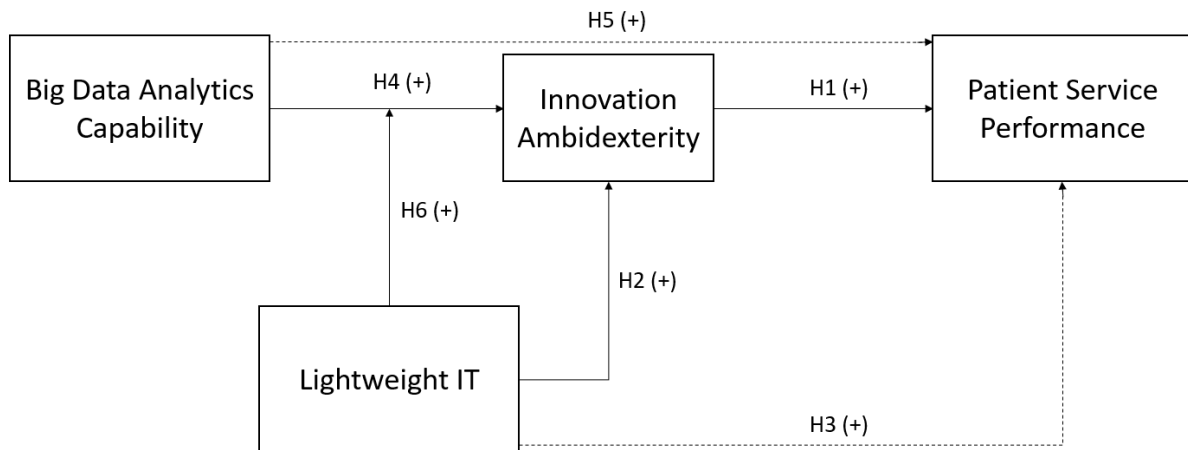 H5 (+)
Big Data Analytics
Capability
H4 (+)
Innovation
Ambidexterity
H1 (+)
Patient Service
Performance
H6 (+)
H2 (+)
Lightweight IT
H3 (+)